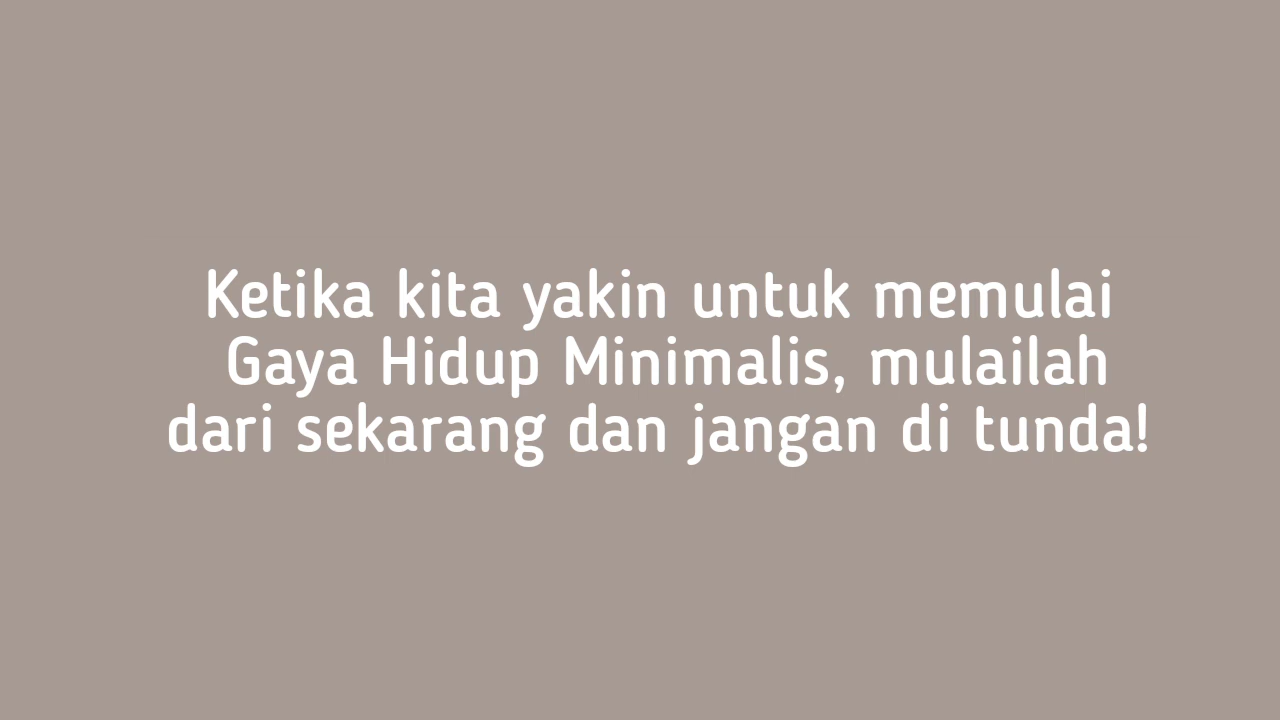 Ketika kita yakin untuk memulai
Gaya Hidup Minimalis, mulailah
dari sekarang dan jangan di tunda!